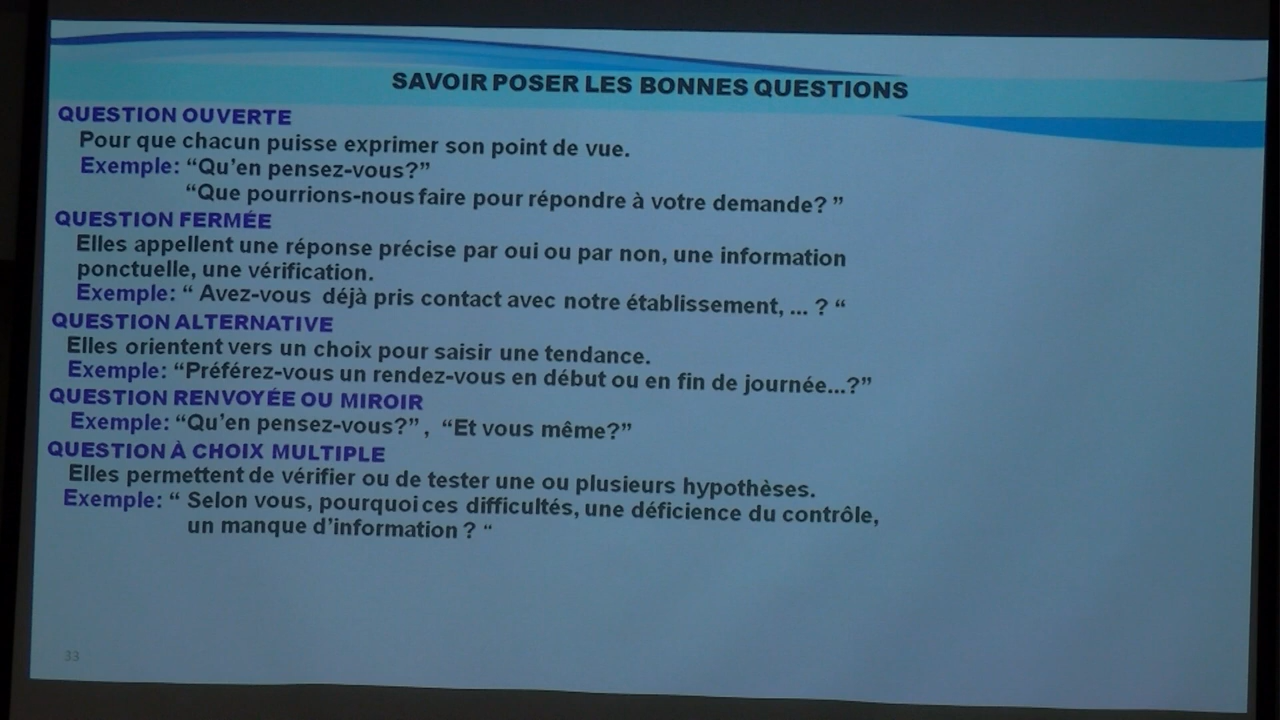 SAVOIR POSER LES BONNES QUESTIONS
QUESTION OUVERTE
Pour que chacun puisse exprimer son point de vue.
Exemple: “Qu’en pensez-vous?”
“Que pourrions-nous faire pour répondre à votre demande? ”
QUESTION FERMÉE
Elles appellent une réponse précise par oui ou par non, une information
ponctuelle, une vérification.
Exemple: “ Avez-vous déjà pris contact avec notre établissement, ... ? “
QUESTION ALTERNATIVE
Elles orientent vers un choix pour saisir une tendance.
Exemple: “Préférez-vous un rendez-vous en début ou en fin de journée...?”
QUESTION RENVOYÉE OU MIROIR
Exemple: “Qu’en pensez-vous?” , “Et vous même?”
QUESTION À CHOIX MULTIPLE
Elles permettent de vérifier ou de tester une ou plusieurs hypothèses.
Exemple: “ Selon vous, pourquoi ces difficultés, une déficience du contrôle,
un manque d’information ? “
33